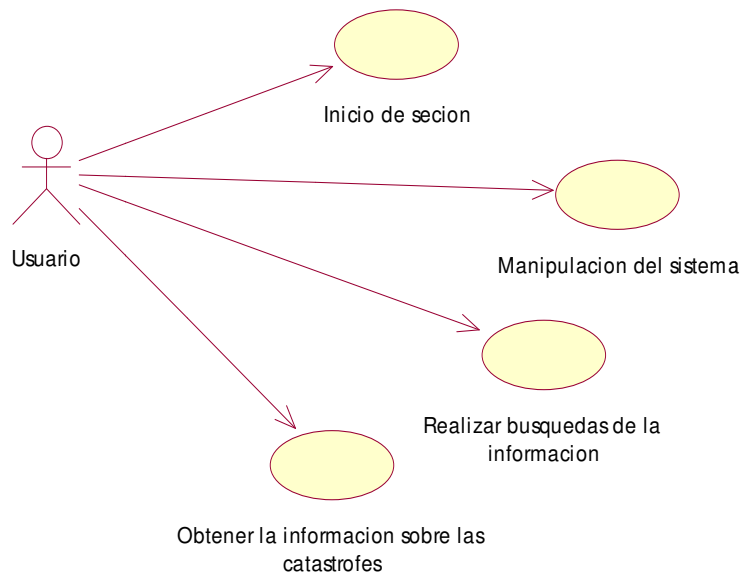 Inicio de secion
Usuario
Manipulacion del sistema
Realizar busquedas de la
informacion
Obtener la informacion sobre las
catastrofes